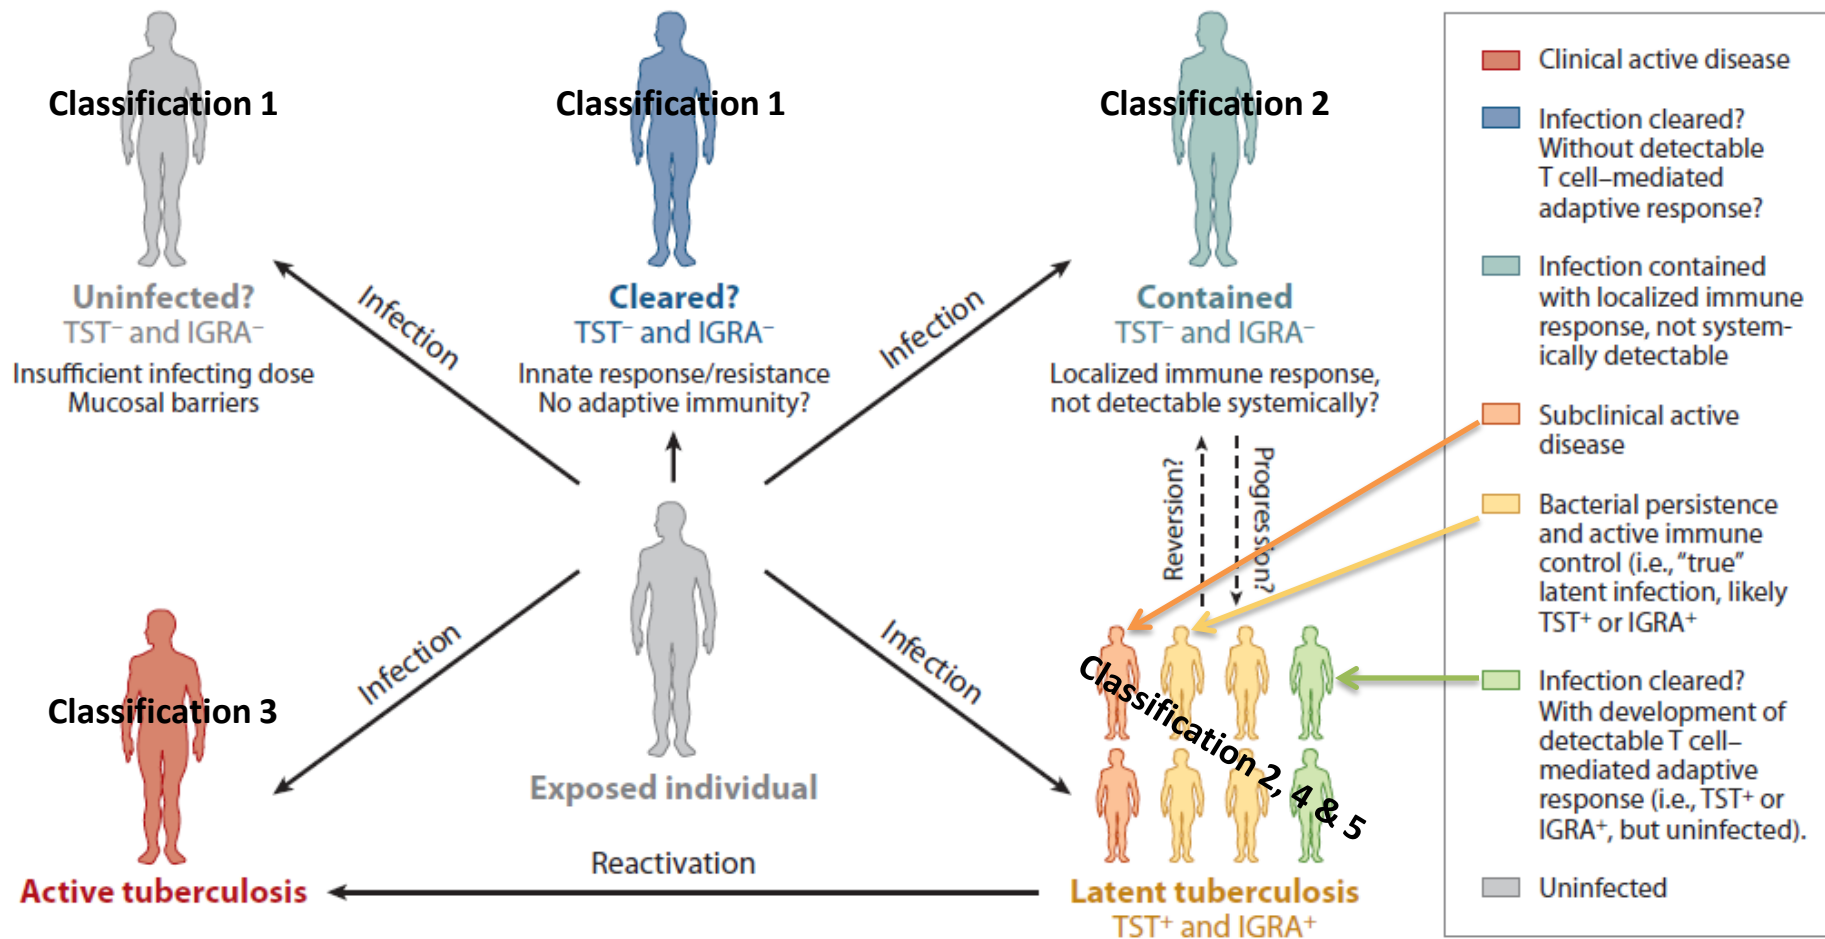 Classification 1
Uninfected?
TST⁻ and IGRA⁻
Insufficient infecting dose
Mucosal barriers
Classification 1
Cleared?
TST⁻ and IGRA⁻
Innate response/resistance
No adaptive immunity?
Classification 2
Contained
TST⁻ and IGRA⁻
Localized immune response,
not detectable systemically?
Infection
Infection
Reversion?
Progression?
Exposed individual
Infection
Infection
Classification 3
Active tuberculosis
Reactivation
Classification 2, 4 & 5
Latent tuberculosis
TST⁺ and IGRA⁺
Clinical active disease
Infection cleared?
Without detectable
T cell–mediated
adaptive response?
Infection contained
with localized immune
response, not system-
ically detectable
Subclinical active
disease
Bacterial persistence
and active immune
control (i.e., “true”
latent infection, likely
TST⁺ or IGRA⁺
Infection cleared?
With development of
detectable T cell–
mediated adaptive
response (i.e., TST⁺ or
IGRA⁺, but uninfected).
Uninfected